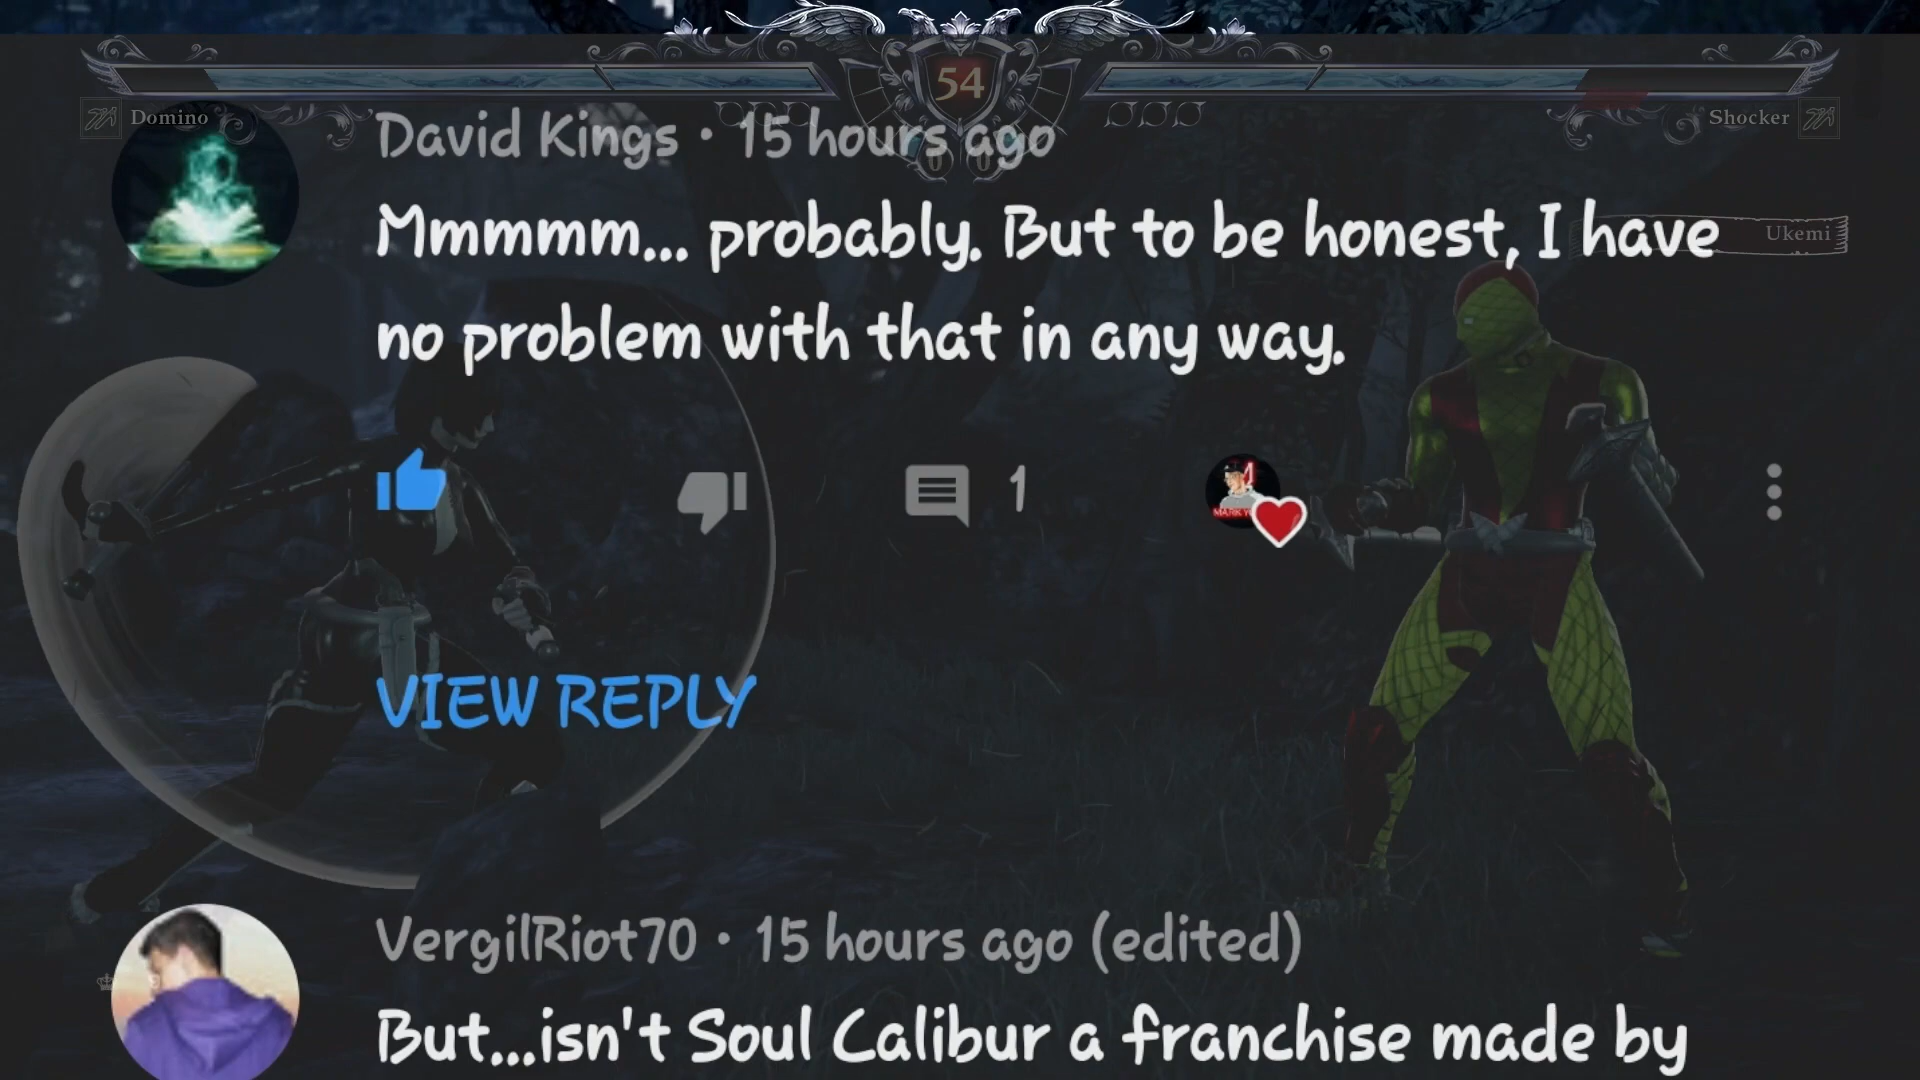 54
Domino
Shocker
David Kings · 15 hours ago
Mmmmm... probably. But to be honest, I have
no problem with that in any way.
Ukemi
1
VIEW REPLY
VergilRiot70 · 15 hours ago (edited)
But...isn't Soul Calibur a franchise made by